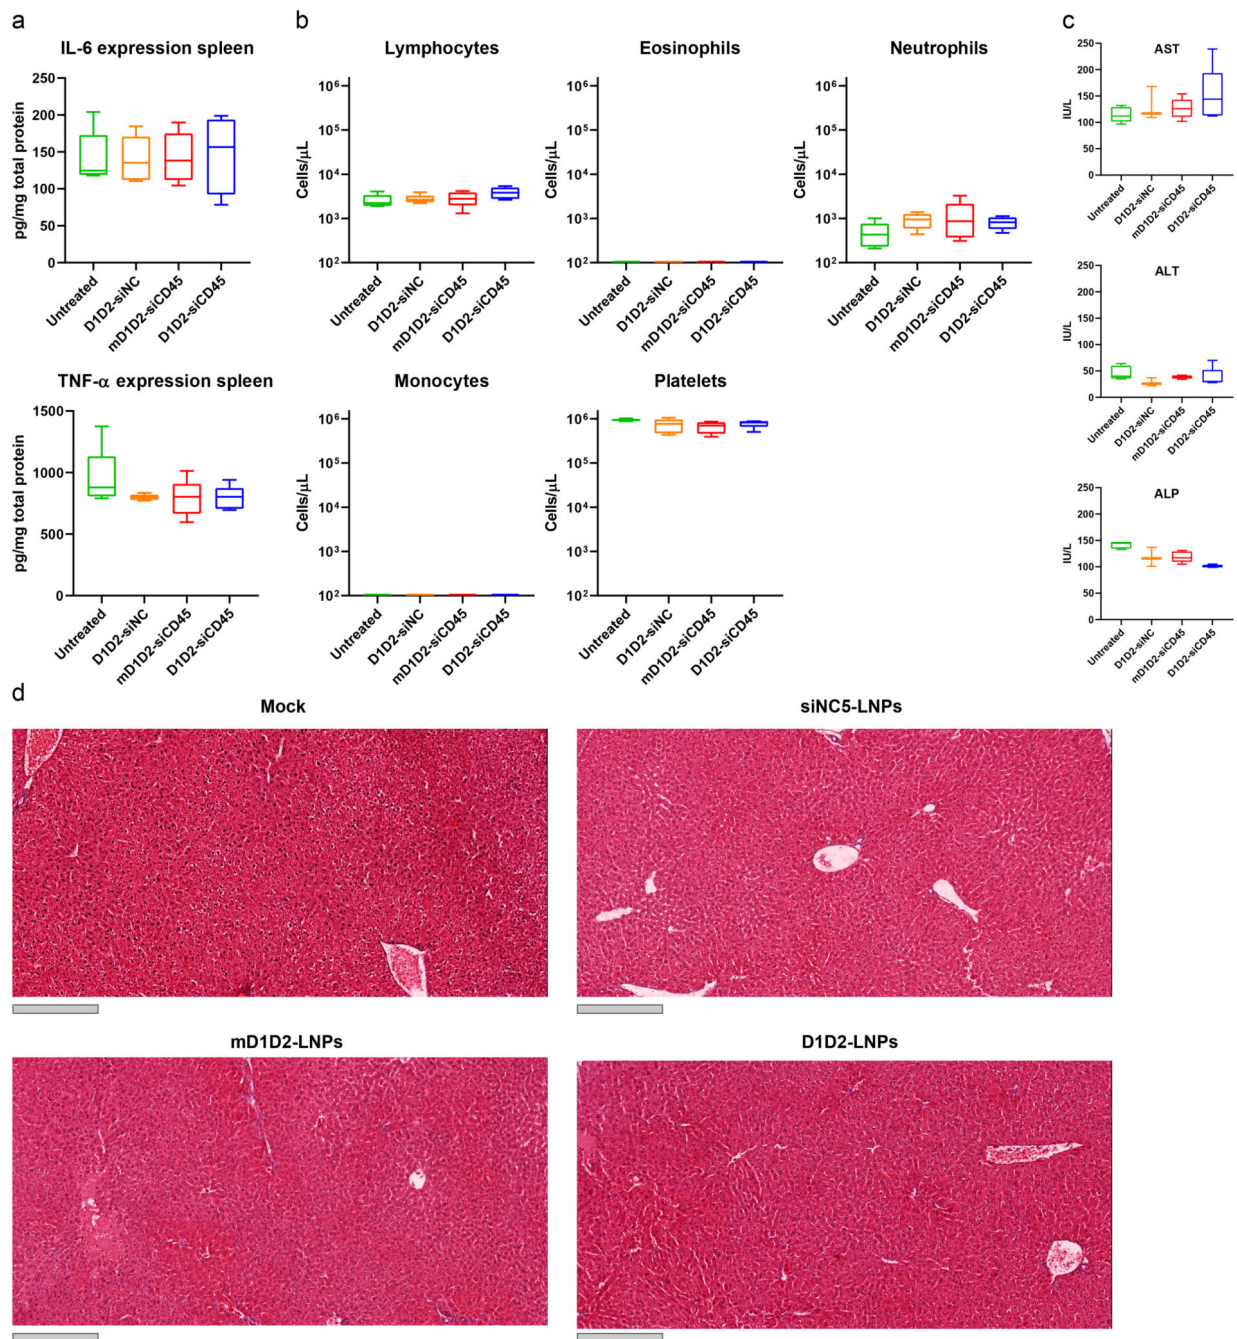 a
IL-6 expression spleen
pg/mg total protein
250
200
150
100
50
0
Untreated
D1D2-siNC
mD1D2-siCD45
D1D2-siCD45
TNF-α expression spleen
pg/mg total protein
1500
1000
500
0
Untreated
D1D2-siNC
mD1D2-siCD45
D1D2-siCD45
b
Lymphocytes
Cells/μL
10⁶
10⁵
10⁴
10³
10²
Untreated
D1D2-siNC
mD1D2-siCD45
D1D2-siCD45
Eosinophils
Cells/μL
10⁶
10⁵
10⁴
10³
10²
Untreated
D1D2-siNC
mD1D2-siCD45
D1D2-siCD45
Neutrophils
Cells/μL
10⁶
10⁵
10⁴
10³
10²
Untreated
D1D2-siNC
mD1D2-siCD45
D1D2-siCD45
Monocytes
Cells/μL
10⁶
10⁵
10⁴
10³
10²
Untreated
D1D2-siNC
mD1D2-siCD45
D1D2-siCD45
Platelets
Cells/μL
10⁶
10⁵
10⁴
10³
10²
Untreated
D1D2-siNC
mD1D2-siCD45
D1D2-siCD45
c
AST
IU/L
250
200
150
100
50
0
Untreated
D1D2-siNC
mD1D2-siCD45
D1D2-siCD45
ALT
IU/L
250
200
150
100
50
0
Untreated
D1D2-siNC
mD1D2-siCD45
D1D2-siCD45
ALP
IU/L
250
200
150
100
50
0
Untreated
D1D2-siNC
mD1D2-siCD45
D1D2-siCD45
d
Mock
siNC5-LNPs
mD1D2-LNPs
D1D2-LNPs